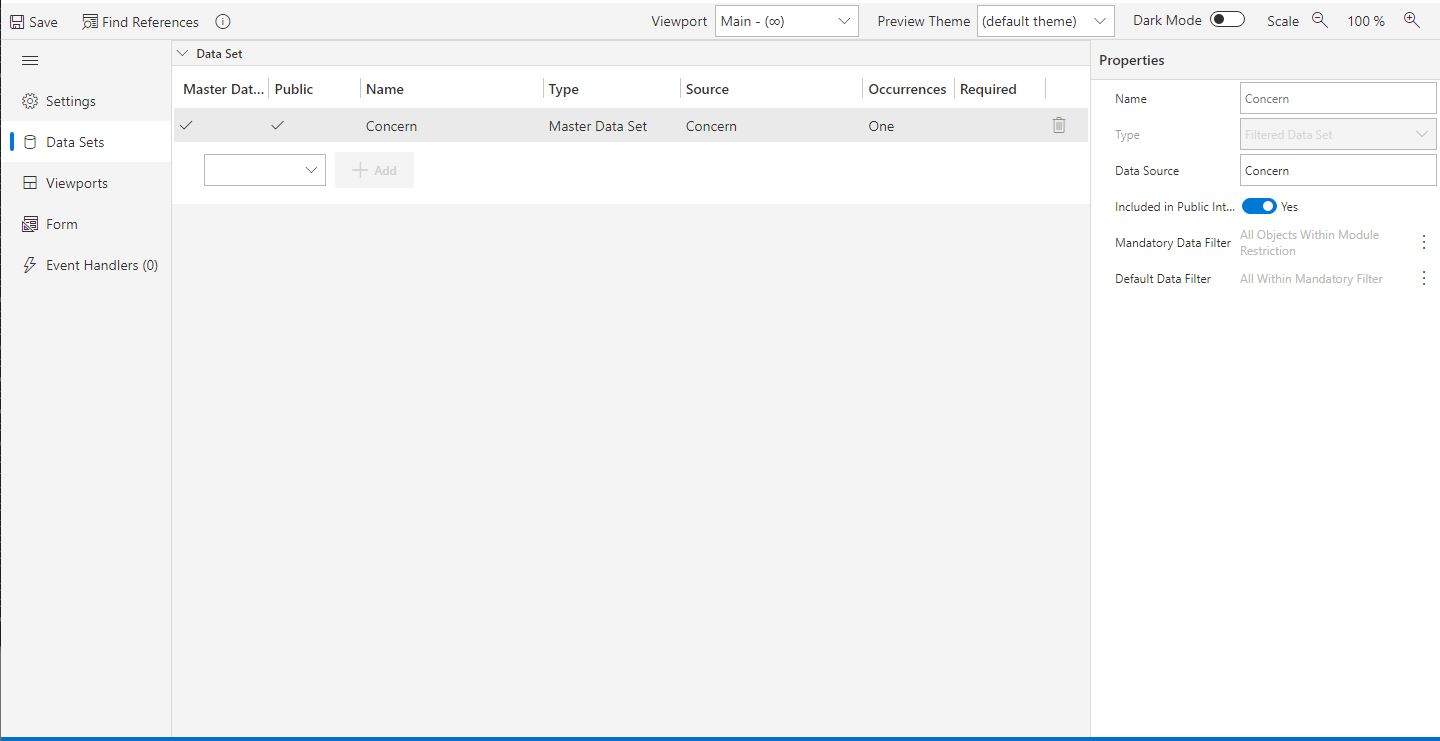 Save Find References Viewport Main - (∞) Preview Theme (default theme) Dark Mode Scale 100 %
Data Set
Properties
Settings
Data Sets
Viewports
Form
Event Handlers (0)
Master Dat... Public Name Type Source Occurrences Required
Concern Master Data Set Concern One
Add
Name Concern
Type Filtered Data Set
Data Source Concern
Included in Public Int... Yes
Mandatory Data Filter All Objects Within Module
Restriction
Default Data Filter All Within Mandatory Filter